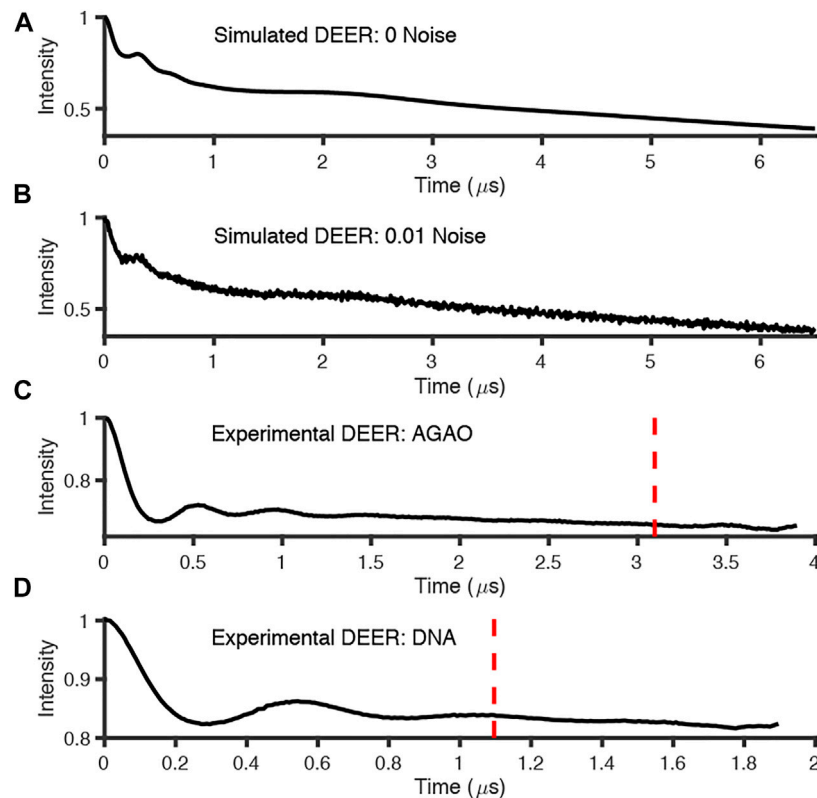 A
Simulated DEER: 0 Noise
Intensity
1
0.5
0 1 2 3 4 5 6
Time (μs)
B
Simulated DEER: 0.01 Noise
Intensity
1
0.5
0 1 2 3 4 5 6
Time (μs)
C
Experimental DEER: AGAO
Intensity
1
0.8
0 0.5 1 1.5 2 2.5 3 3.5 4
Time (μs)
D
Experimental DEER: DNA
Intensity
1
0.9
0.8
0 0.2 0.4 0.6 0.8 1 1.2 1.4 1.6 1.8 2
Time (μs)